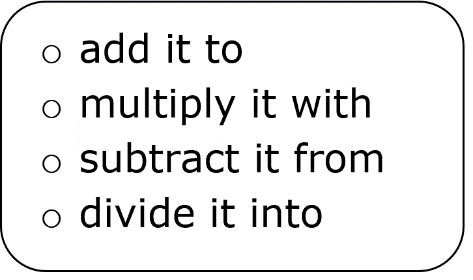 ○ add it to
○ multiply it with
○ subtract it from
○ divide it into